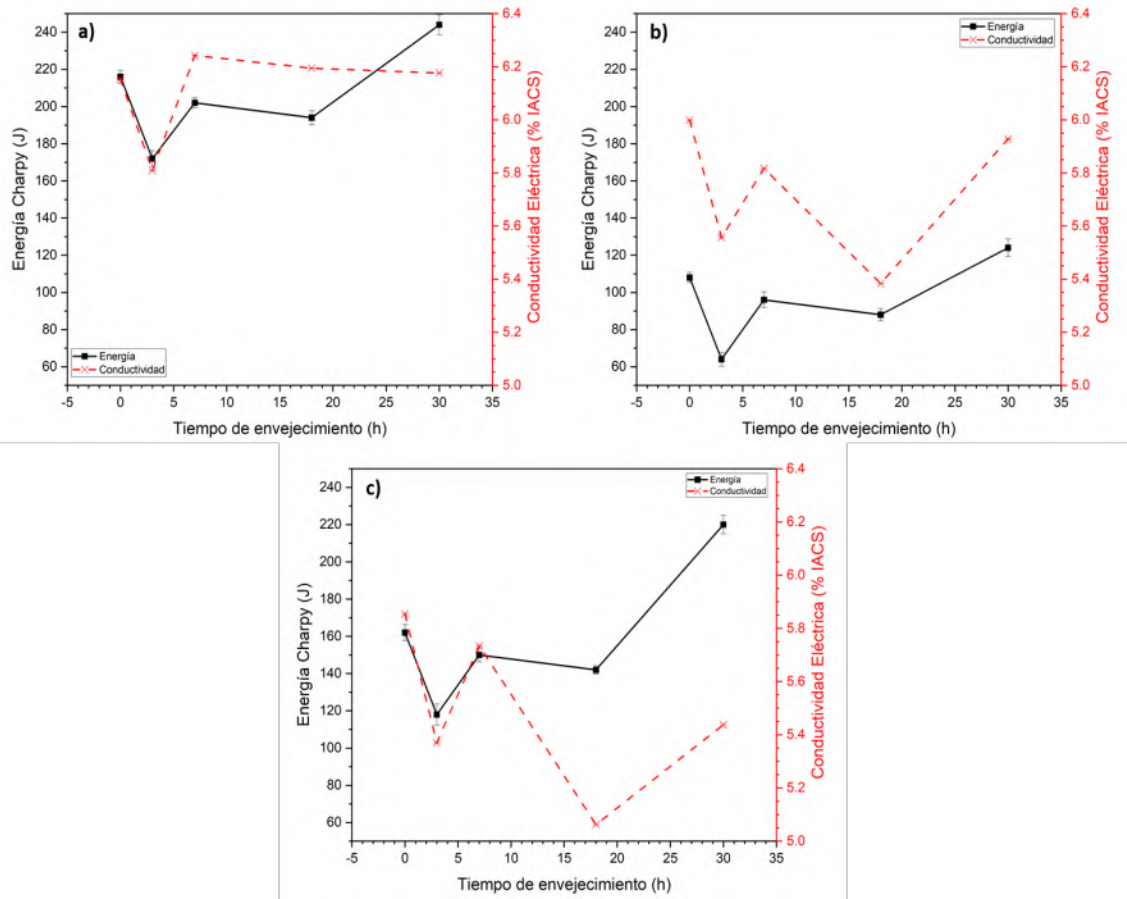 a)
Energía Charpy (J)
240
220
200
180
160
140
120
100
80
60
-5 0 5 10 15 20 25 30 35
Tiempo de envejecimiento (h)
6.4
6.2
6.0
5.8
5.6
5.4
5.2
5.0
Conductividad Eléctrica (% IACS)
Energía
Conductividad
b)
Energía Charpy (J)
240
220
200
180
160
140
120
100
80
60
-5 0 5 10 15 20 25 30 35
Tiempo de envejecimiento (h)
6.4
6.2
6.0
5.8
5.6
5.4
5.2
5.0
Conductividad Eléctrica (% IACS)
Energía
Conductividad
c)
Energía Charpy (J)
240
220
200
180
160
140
120
100
80
60
-5 0 5 10 15 20 25 30 35
Tiempo de envejecimiento (h)
6.4
6.2
6.0
5.8
5.6
5.4
5.2
5.0
Conductividad Eléctrica (% IACS)
Energía
Conductividad